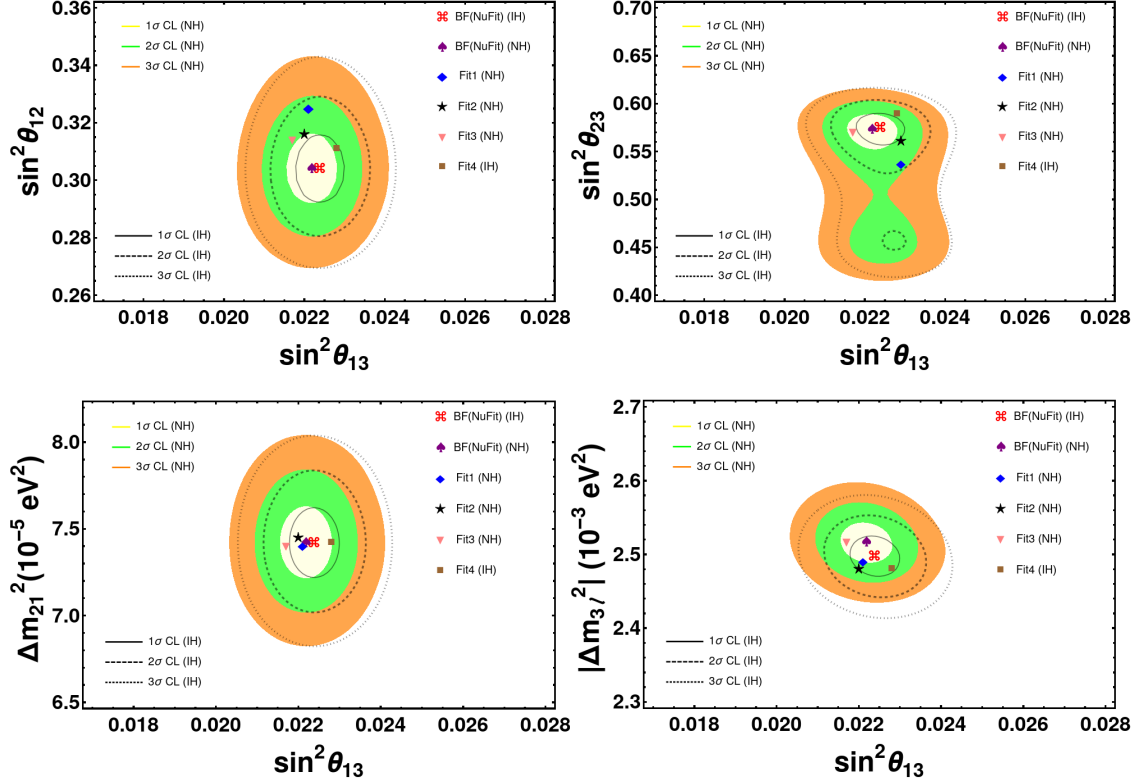 0.36
0.34
0.32
0.30
0.28
0.26
sin²θ₁₂
1σ CL (NH)
2σ CL (NH)
3σ CL (NH)
BF(NuFit) (IH)
BF(NuFit) (NH)
Fit1 (NH)
Fit2 (NH)
Fit3 (NH)
Fit4 (IH)
1σ CL (IH)
2σ CL (IH)
3σ CL (IH)
0.018 0.020 0.022 0.024 0.026 0.028
sin²θ₁₃
0.70
0.65
0.60
0.55
0.50
0.45
0.40
sin²θ₂₃
1σ CL (NH)
2σ CL (NH)
3σ CL (NH)
BF(NuFit) (IH)
BF(NuFit) (NH)
Fit1 (NH)
Fit2 (NH)
Fit3 (NH)
Fit4 (IH)
1σ CL (IH)
2σ CL (IH)
3σ CL (IH)
0.018 0.020 0.022 0.024 0.026 0.028
sin²θ₁₃
8.0
7.5
7.0
6.5
Δm₂₁²(10⁻⁵ eV²)
1σ CL (NH)
2σ CL (NH)
3σ CL (NH)
BF(NuFit) (IH)
BF(NuFit) (NH)
Fit1 (NH)
Fit2 (NH)
Fit3 (NH)
Fit4 (IH)
1σ CL (IH)
2σ CL (IH)
3σ CL (IH)
0.018 0.020 0.022 0.024 0.026 0.028
sin²θ₁₃
2.7
2.6
2.5
2.4
2.3
|Δm₃ₗ²| (10⁻³ eV²)
1σ CL (NH)
2σ CL (NH)
3σ CL (NH)
BF(NuFit) (IH)
BF(NuFit) (NH)
Fit1 (NH)
Fit2 (NH)
Fit3 (NH)
Fit4 (IH)
1σ CL (IH)
2σ CL (IH)
3σ CL (IH)
0.018 0.020 0.022 0.024 0.026 0.028
sin²θ₁₃